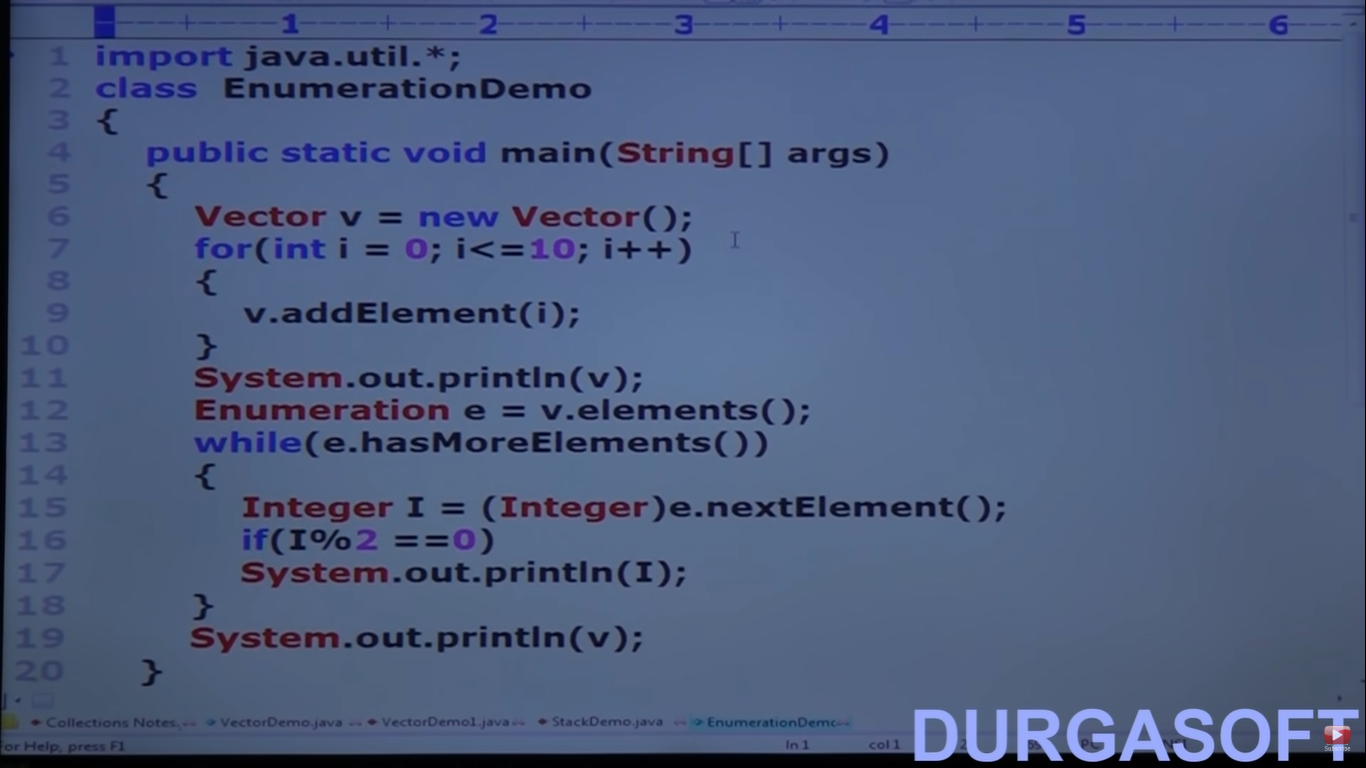 1 2 3 4 5 6
1 import java.util.*;
2 class EnumerationDemo
3 {
4 public static void main(String[] args)
5 {
6 Vector v = new Vector();
7 for(int i = 0; i<=10; i++)
8 {
9 v.addElement(i);
10 }
11 System.out.println(v);
12 Enumeration e = v.elements();
13 while(e.hasMoreElements())
14 {
15 Integer I = (Integer)e.nextElement();
16 if(I%2 ==0)
17 System.out.println(I);
18 }
19 System.out.println(v);
20 }
Collections Notes. VectorDemo.java VectorDemo1.java StackDemo.java EnumerationDemo
or Help, press F1 ln 1 col 1
DURGASOFT
Subscribe